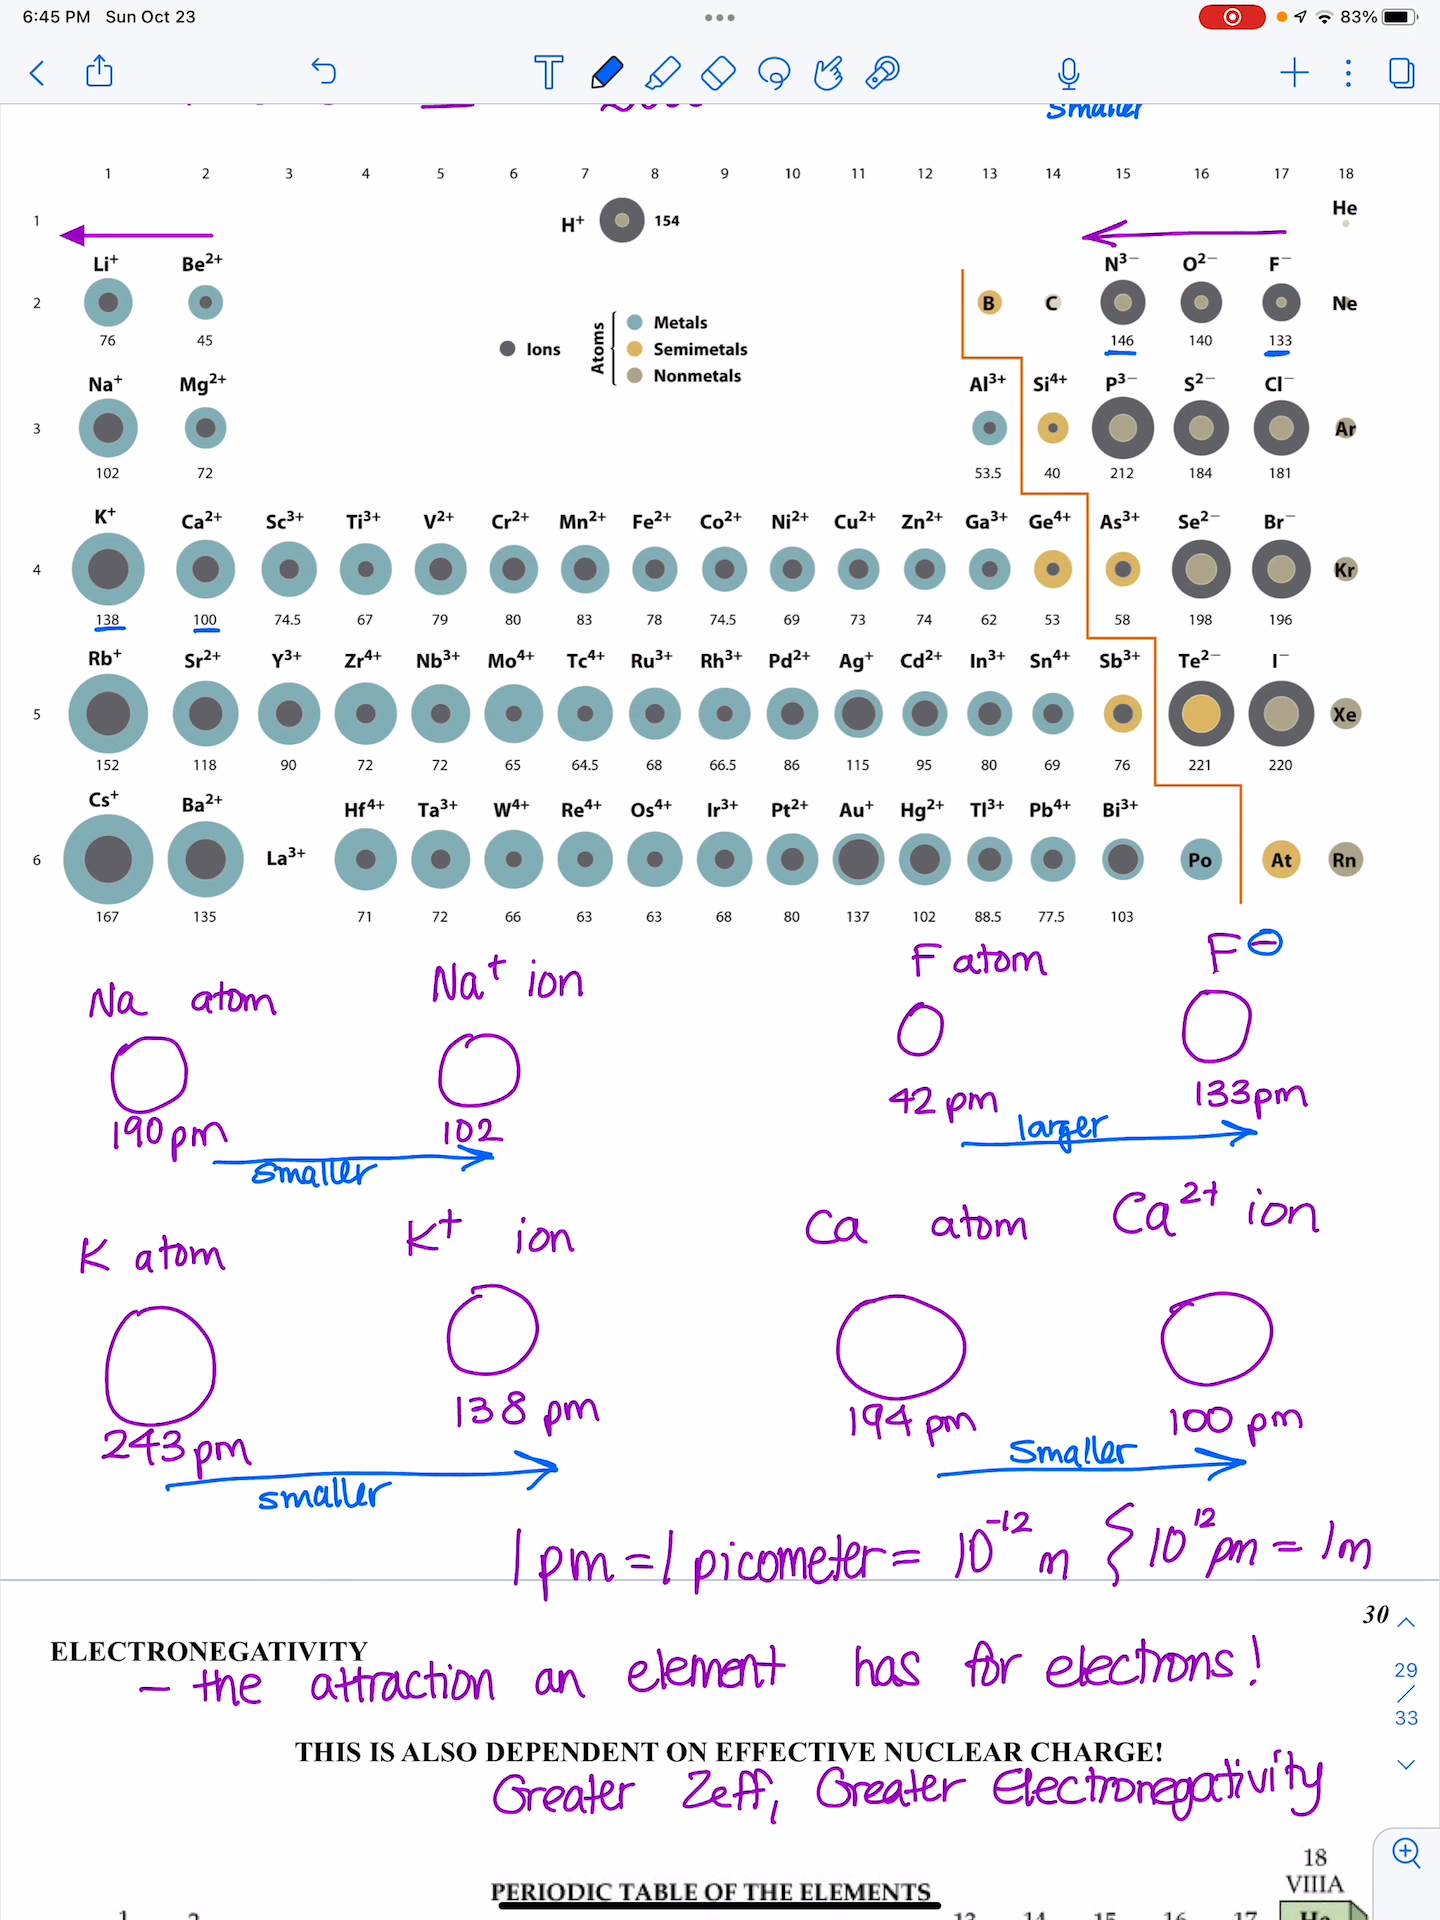 6:45 PM Sun Oct 23
83%
smaller
1 2 3 4 5 6 7 8 9 10 11 12 13 14 15 16 17 18
1 H⁺ 154 He
Li⁺ Be²⁺ N³⁻ O²⁻ F⁻
2 B C Ne
76 45 146 140 133
Ions
Atoms
Metals
Semimetals
Nonmetals
Na⁺ Mg²⁺ Al³⁺ Si⁴⁺ P³⁻ S²⁻ Cl⁻
3 Ar
102 72 53.5 40 212 184 181
K⁺ Ca²⁺ Sc³⁺ Ti³⁺ V²⁺ Cr²⁺ Mn²⁺ Fe²⁺ Co²⁺ Ni²⁺ Cu²⁺ Zn²⁺ Ga³⁺ Ge⁴⁺ As³⁺ Se²⁻ Br⁻
4 Kr
138 100 74.5 67 79 80 83 78 74.5 69 73 74 62 53 58 198 196
Rb⁺ Sr²⁺ Y³⁺ Zr⁴⁺ Nb³⁺ Mo⁴⁺ Tc⁴⁺ Ru³⁺ Rh³⁺ Pd²⁺ Ag⁺ Cd²⁺ In³⁺ Sn⁴⁺ Sb³⁺ Te²⁻ I⁻
5 Xe
152 118 90 72 72 65 64.5 68 66.5 86 115 95 80 69 76 221 220
Cs⁺ Ba²⁺ Hf⁴⁺ Ta³⁺ W⁴⁺ Re⁴⁺ Os⁴⁺ Ir³⁺ Pt²⁺ Au⁺ Hg²⁺ Tl³⁺ Pb⁴⁺ Bi³⁺
6 La³⁺ Po At Rn
167 135 71 72 66 63 63 68 80 137 102 88.5 77.5 103
Na atom Na⁺ ion F atom F⊖
190 pm 102 42 pm 133pm
smaller larger
K atom K⁺ ion Ca atom Ca²⁺ ion
243 pm 138 pm 194 pm 100 pm
smaller Smaller
1 pm = 1 picometer = 10⁻¹² m { 10¹² pm = 1m
30
ELECTRONEGATIVITY
- the attraction an element has for electrons!
29
/
33
THIS IS ALSO DEPENDENT ON EFFECTIVE NUCLEAR CHARGE!
Greater Zeff, Greater Electronegativity
18
VIIIA
PERIODIC TABLE OF THE ELEMENTS
1 2 13 14 15 16 17 He